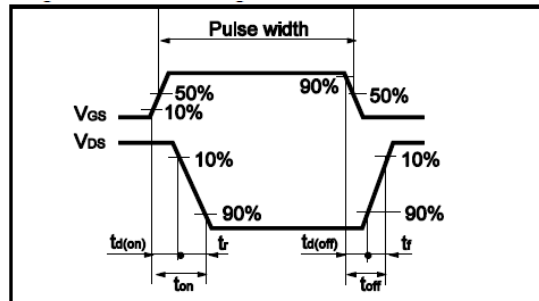 Pulse width
90%
50%
50%
10%
VGS
VDS
10%
10%
90%
90%
td(on)
tr
td(off)
tf
ton
toff